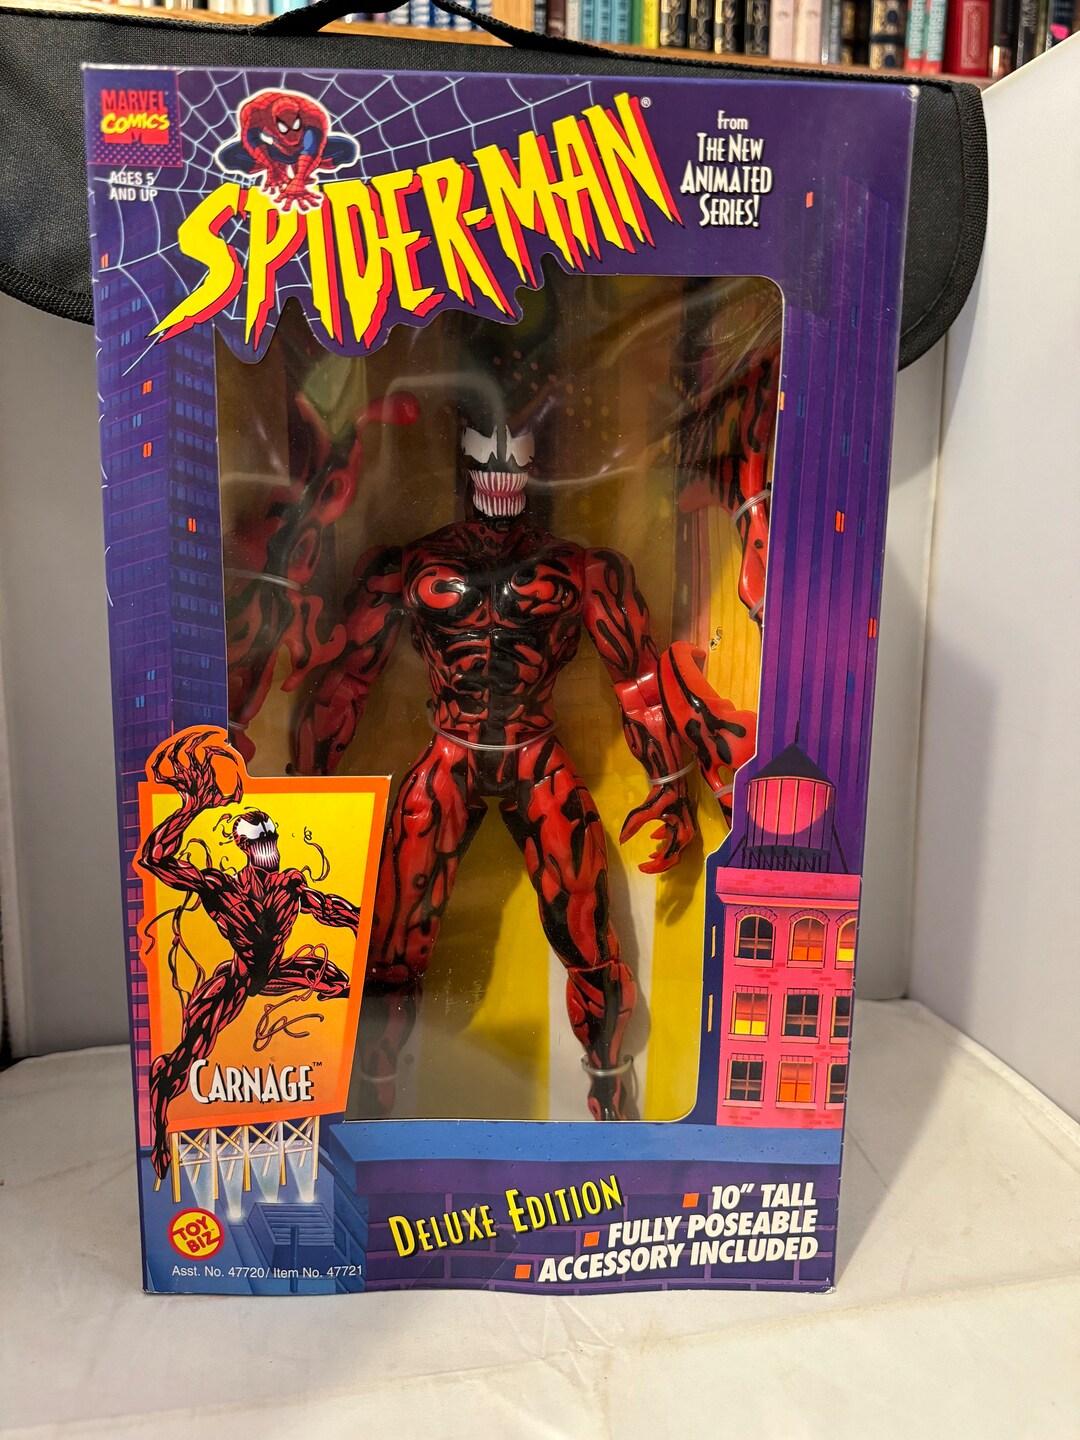 MARVEL
COMICS
AGES 5
AND UP
SPIDER-MAN®
From
THE NEW
ANIMATED
SERIES!
CARNAGE™
TOY
BIZ
Asst. No. 47720/Item No. 47721
DELUXE EDITION
10" TALL
FULLY POSEABLE
ACCESSORY INCLUDED